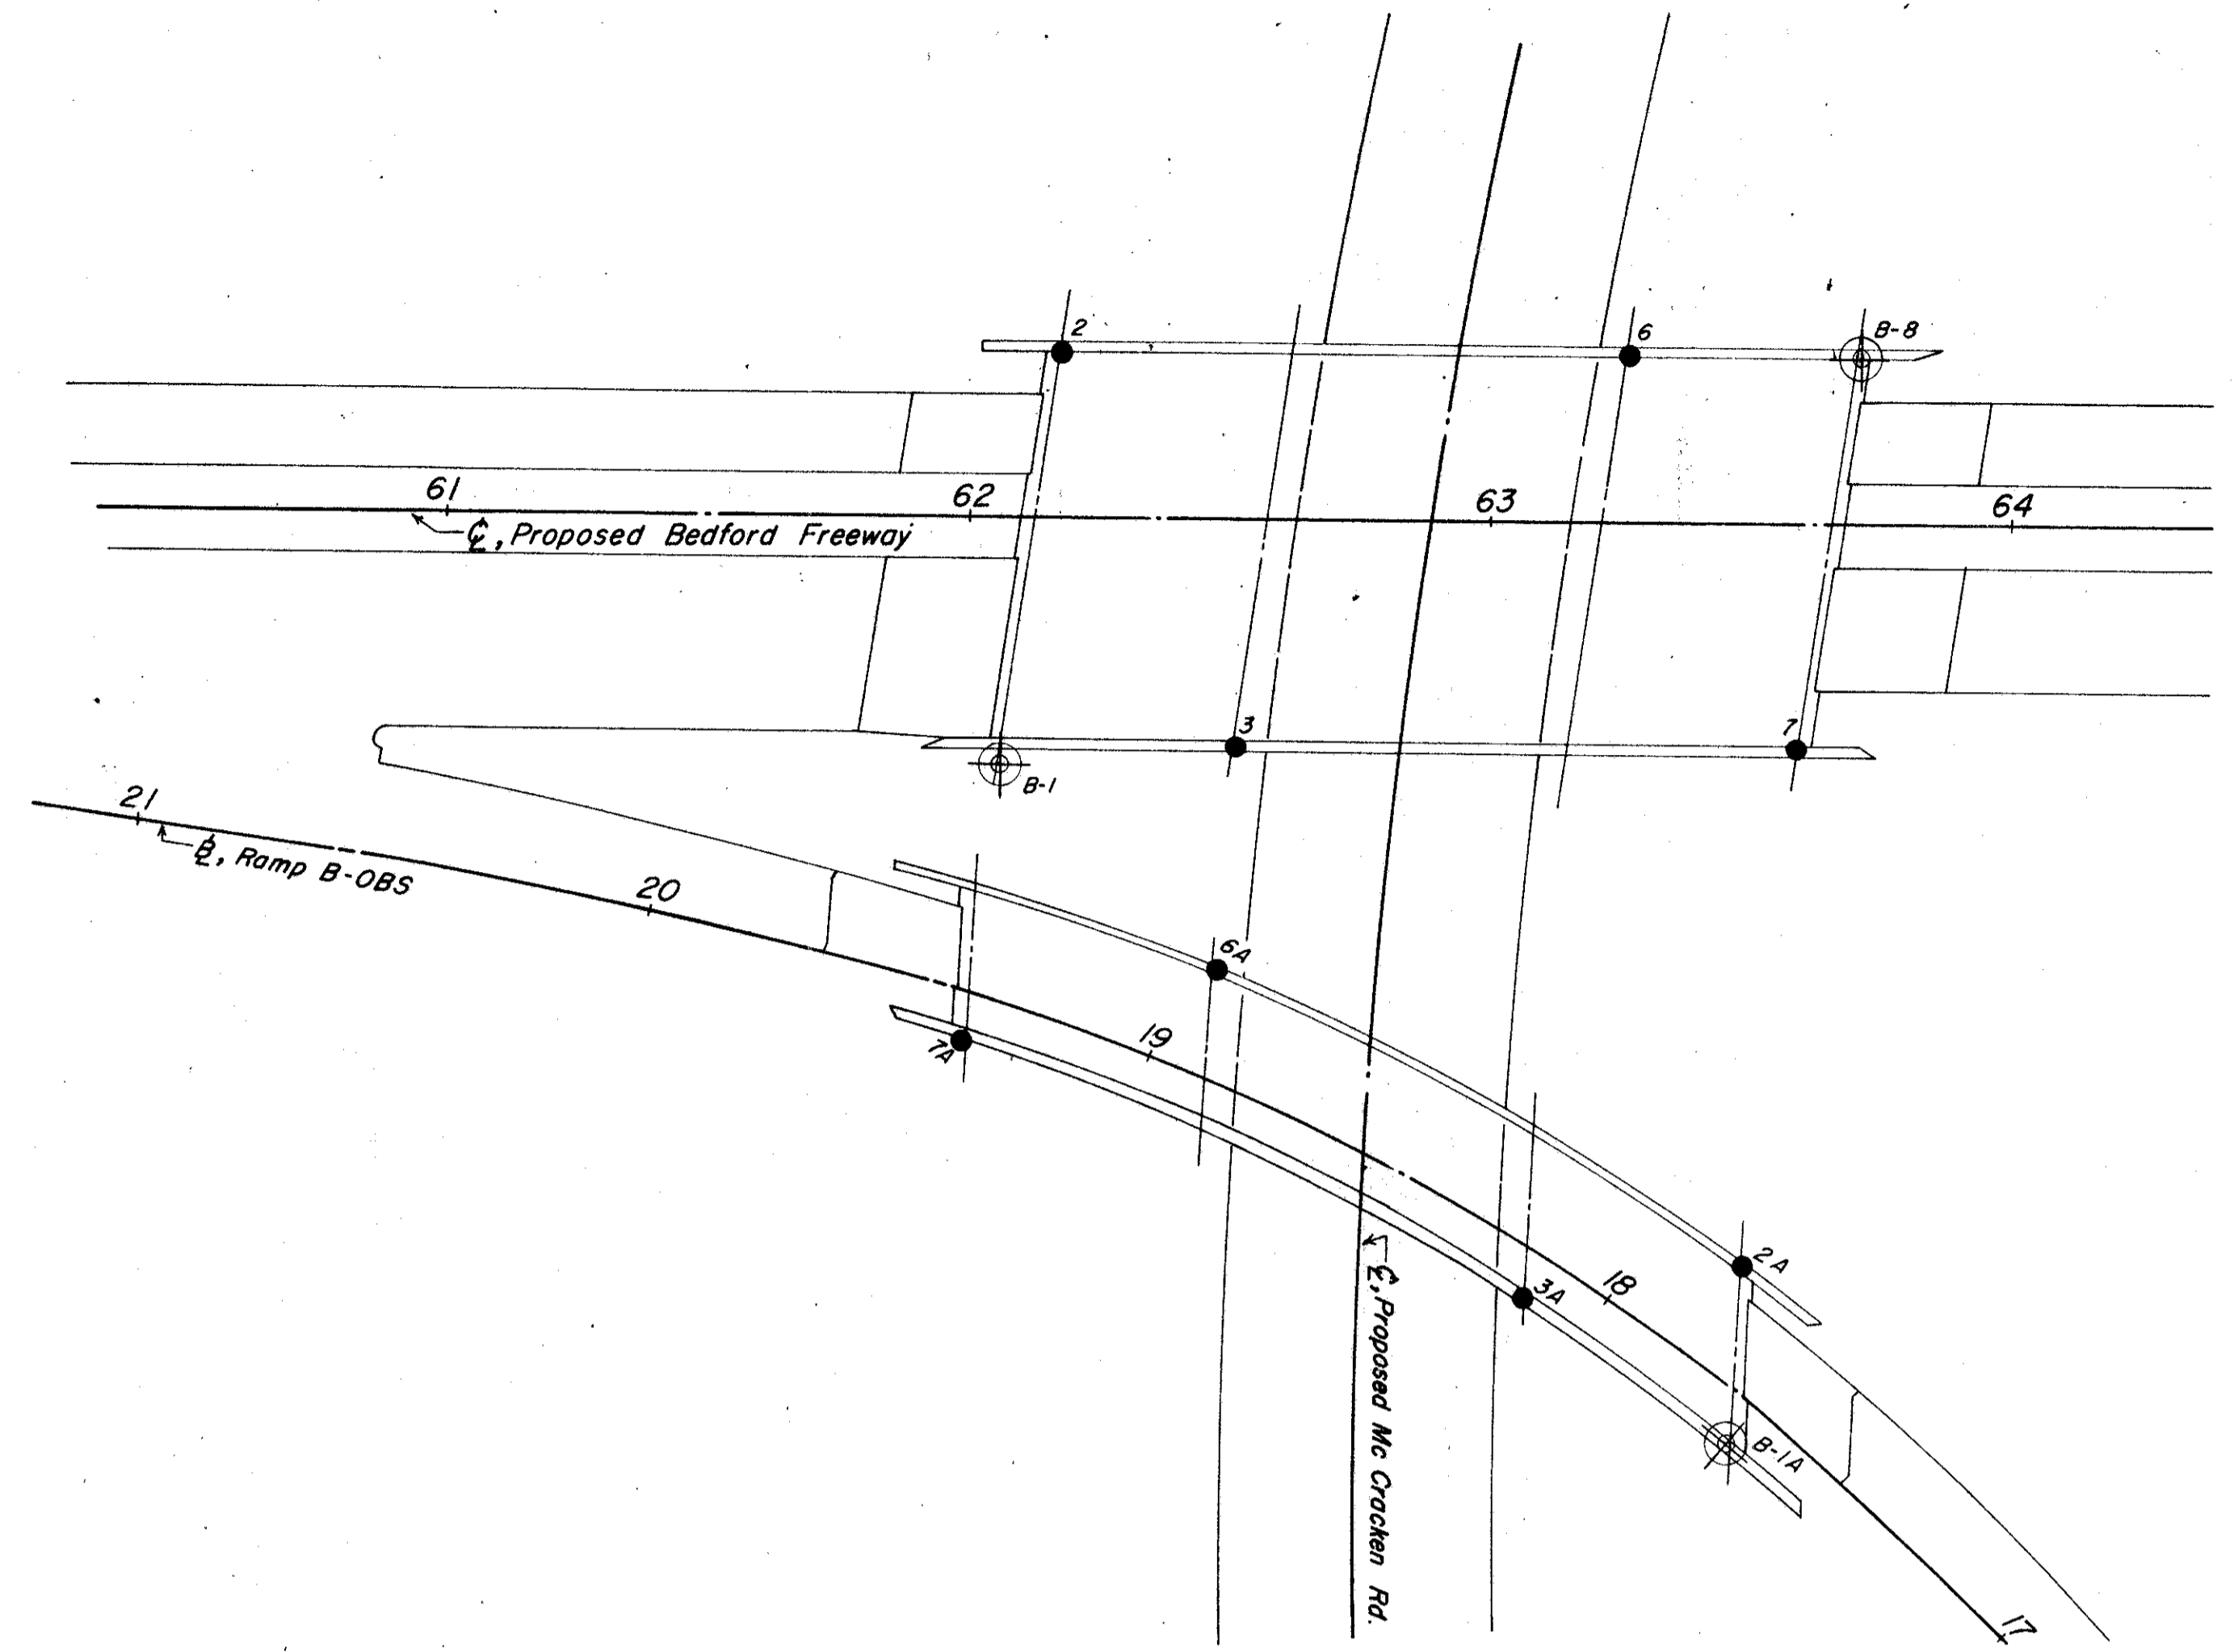 2
6
B-8
61
62
63
64
℄, Proposed Bedford Freeway
3
7
B-1
21
20
19
18
17
℄, Ramp B-OBS
6A
7A
2A
3A
B-1A
℄, Proposed Mc Cracken Rd.